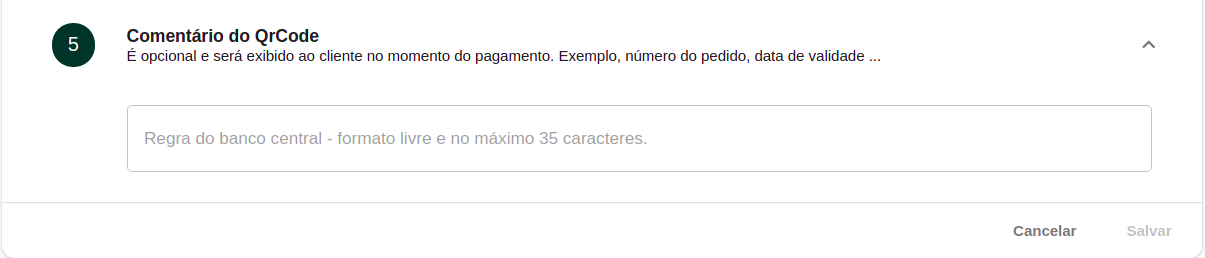 5
Comentário do QrCode
É opcional e será exibido ao cliente no momento do pagamento. Exemplo, número do pedido, data de validade ...
Regra do banco central - formato livre e no máximo 35 caracteres.
Cancelar
Salvar